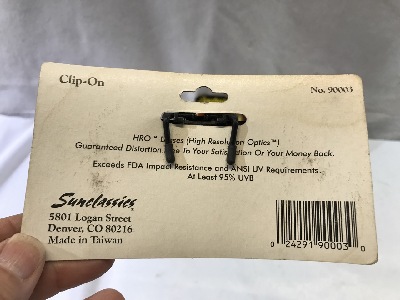 Clip-On
No. 90003
HRO™ Lenses (High Resolution Optics™)
Guaranteed Distortion To Your Satisfaction Or Your Money Back.
Exceeds FDA Impact Resistance and ANSI UV Requirements.
At Least 95% UVB
Sunclassics
5801 Logan Street
Denver, CO 80216
Made in Taiwan
0 24291 90003 0